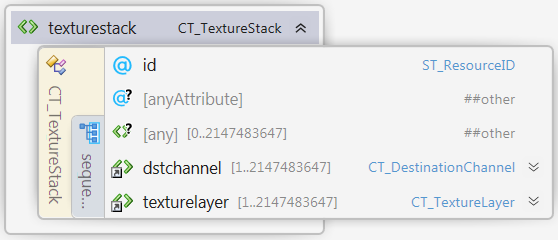 texturestack CT_TextureStack
CT_TextureStack
seque...
id ST_ResourceID
[anyAttribute] ##other
[any] [0..2147483647] ##other
dstchannel [1..2147483647] CT_DestinationChannel
texturelayer [1..2147483647] CT_TextureLayer